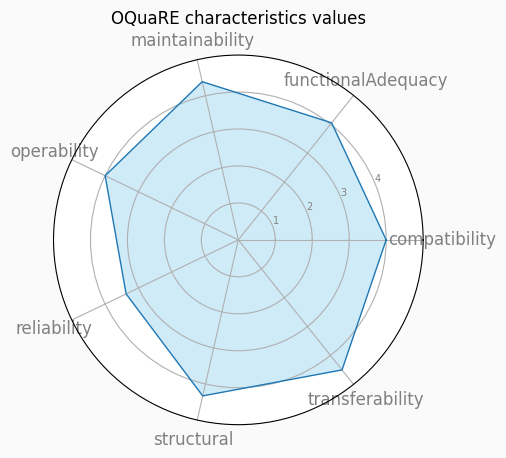 OQuaRE characteristics values
maintainability
functionalAdequacy
operability
4
3
2
1
compatibility
reliability
transferability
structural